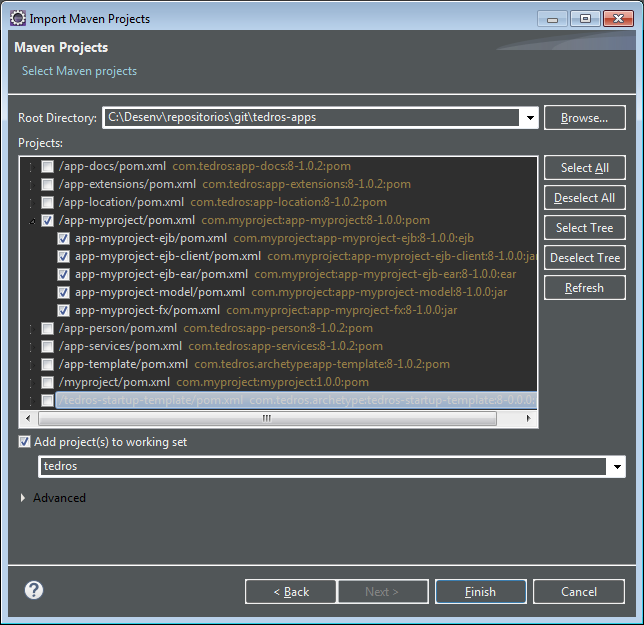 Import Maven Projects
Maven Projects
Select Maven projects
Root Directory: C:\Desenv\repositorios\git\tedros-apps Browse...
Projects:
/app-docs/pom.xml com.tedros:app-docs:8-1.0.2:pom
/app-extensions/pom.xml com.tedros:app-extensions:8-1.0.2:pom
/app-location/pom.xml com.tedros:app-location:8-1.0.2:pom
/app-myproject/pom.xml com.myproject:app-myproject:8-1.0.0:pom
app-myproject-ejb/pom.xml com.myproject:app-myproject-ejb:8-1.0.0:ejb
app-myproject-ejb-client/pom.xml com.myproject:app-myproject-ejb-client:8-1.0.0:jar
app-myproject-ejb-ear/pom.xml com.myproject:app-myproject-ejb-ear:8-1.0.0:ear
app-myproject-model/pom.xml com.myproject:app-myproject-model:8-1.0.0:jar
app-myproject-fx/pom.xml com.myproject:app-myproject-fx:8-1.0.0:jar
/app-person/pom.xml com.tedros:app-person:8-1.0.2:pom
/app-services/pom.xml com.tedros:app-services:8-1.0.2:pom
/app-template/pom.xml com.tedros.archetype:app-template:8-1.0.2:pom
/myproject/pom.xml com.myproject:myproject:1.0.0:pom
/tedros-startup-template/pom.xml com.tedros.archetype:tedros-startup-template:8-0.0.0:
Select All
Deselect All
Select Tree
Deselect Tree
Refresh
Add project(s) to working set
tedros
Advanced
< Back Next > Finish Cancel